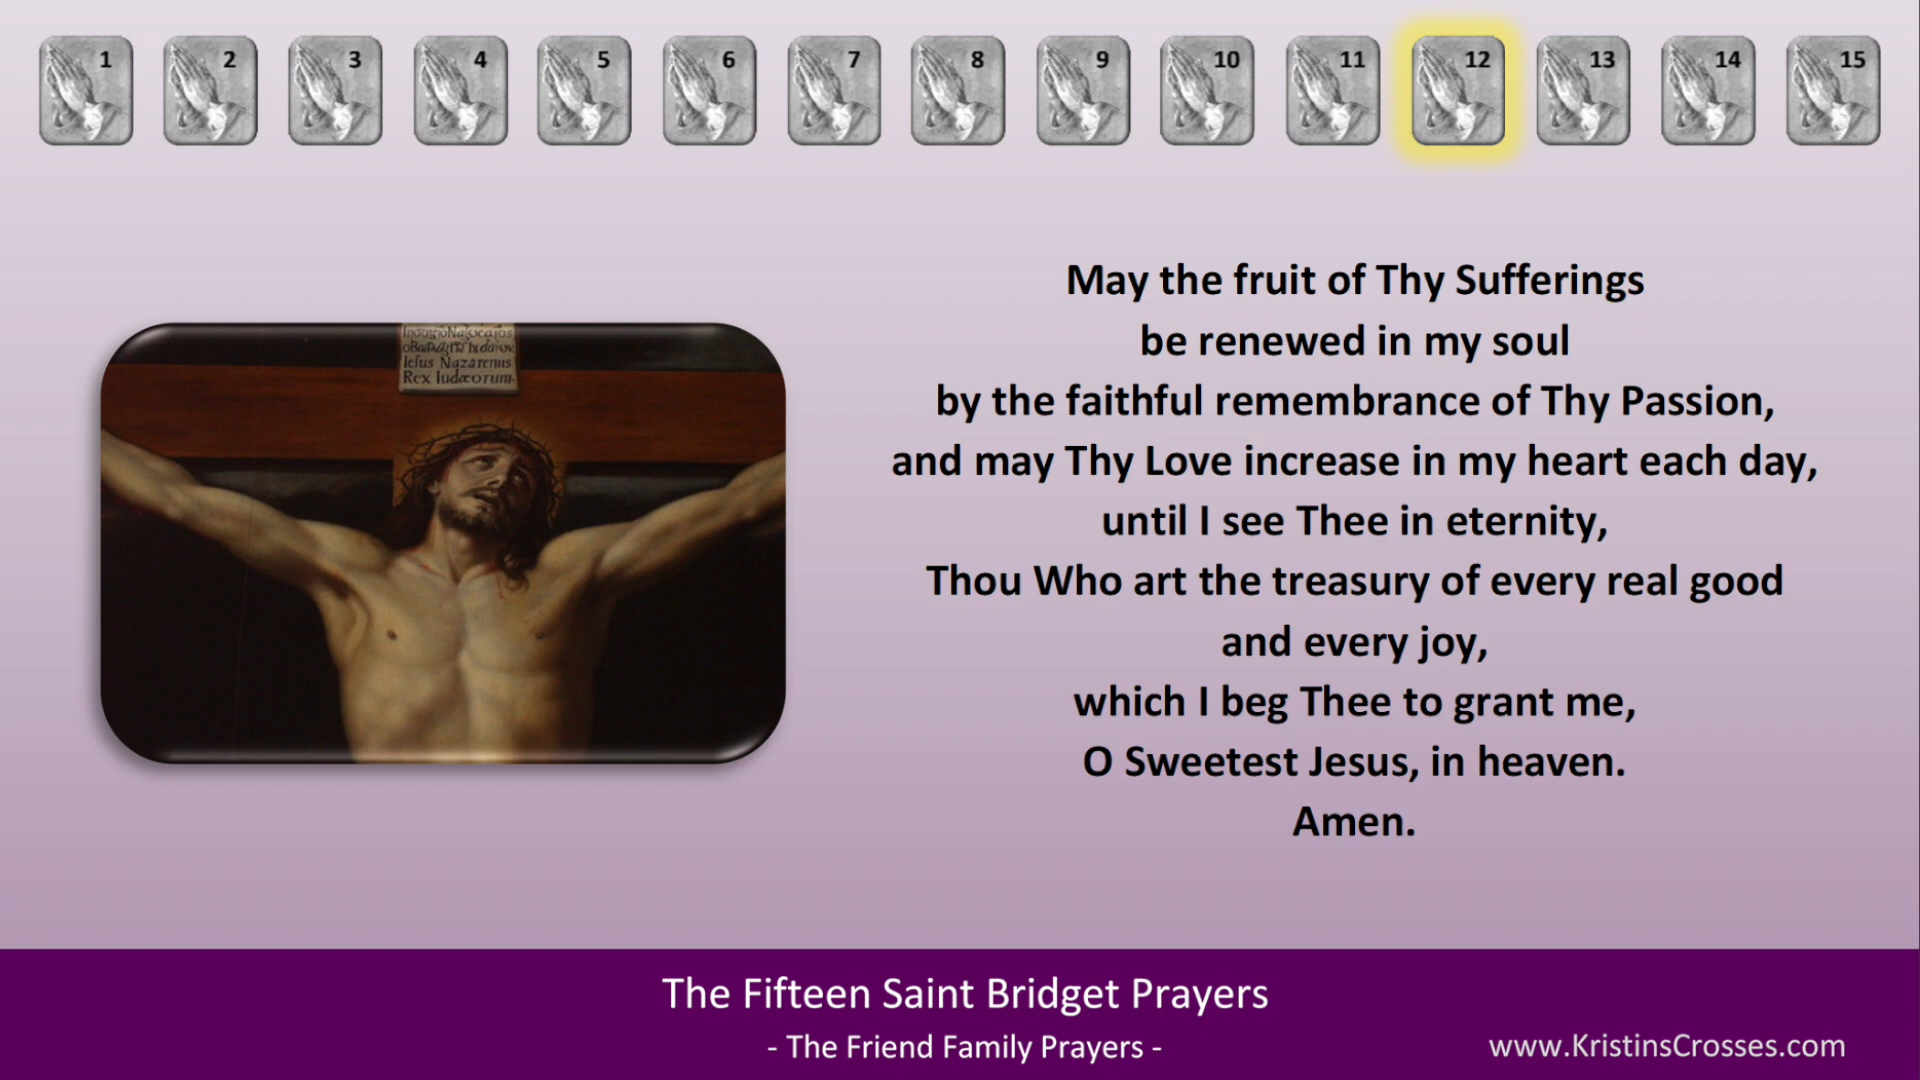 1 2 3 4 5 6 7 8 9 10 11 12 13 14 15
Iesus Nazarenus
Rex Iudæorum.
May the fruit of Thy Sufferings
be renewed in my soul
by the faithful remembrance of Thy Passion,
and may Thy Love increase in my heart each day,
until I see Thee in eternity,
Thou Who art the treasury of every real good
and every joy,
which I beg Thee to grant me,
O Sweetest Jesus, in heaven.
Amen.
The Fifteen Saint Bridget Prayers
- The Friend Family Prayers -
www.KristinsCrosses.com